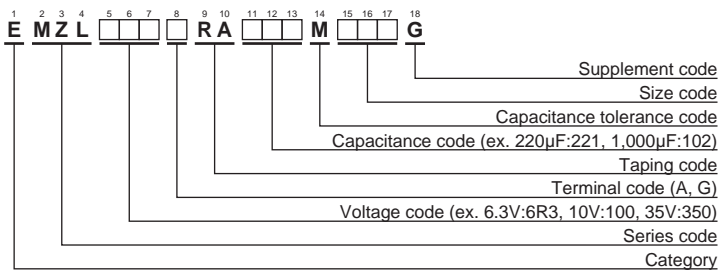 1 2 3 4 5 6 7 8 9 10 11 12 13 14 15 16 17 18
E MZL RA M G
Supplement code
Size code
Capacitance tolerance code
Capacitance code (ex. 220μF:221, 1,000μF:102)
Taping code
Terminal code (A, G)
Voltage code (ex. 6.3V:6R3, 10V:100, 35V:350)
Series code
Category